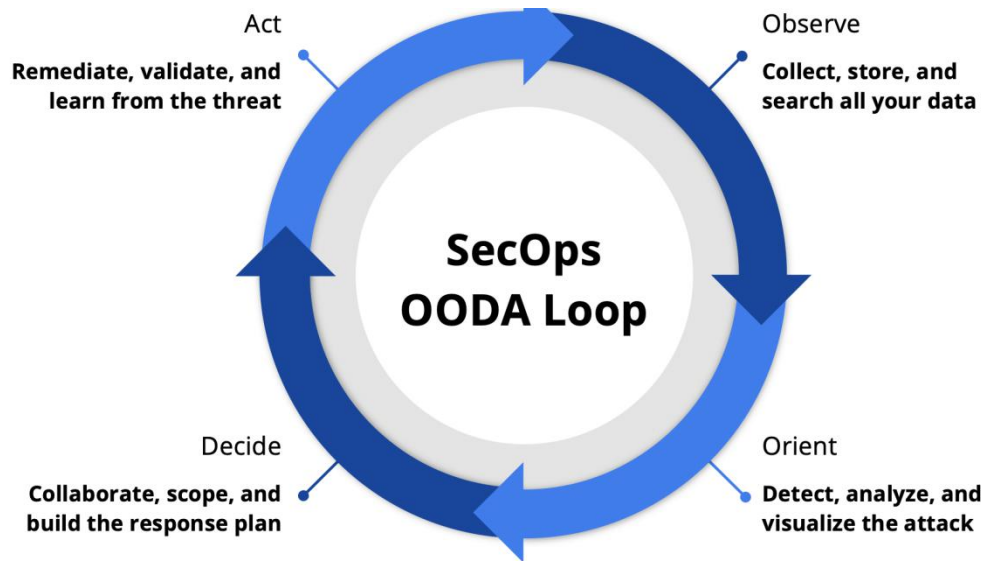 Act
Remediate, validate, and
learn from the threat
Observe
Collect, store, and
search all your data
SecOps
OODA Loop
Decide
Collaborate, scope, and
build the response plan
Orient
Detect, analyze, and
visualize the attack